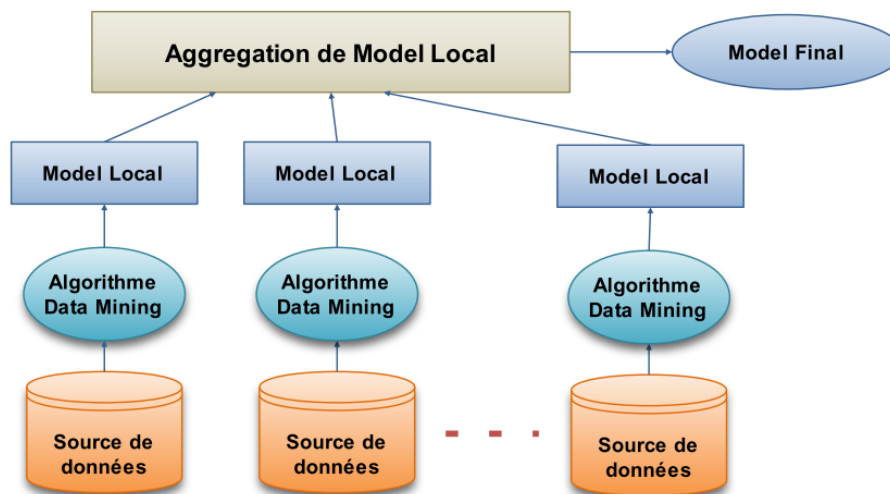 Aggregation de Model Local
Model Final
Model Local
Model Local
Model Local
Algorithme
Data Mining
Algorithme
Data Mining
Algorithme
Data Mining
Source de
données
Source de
données
Source de
données